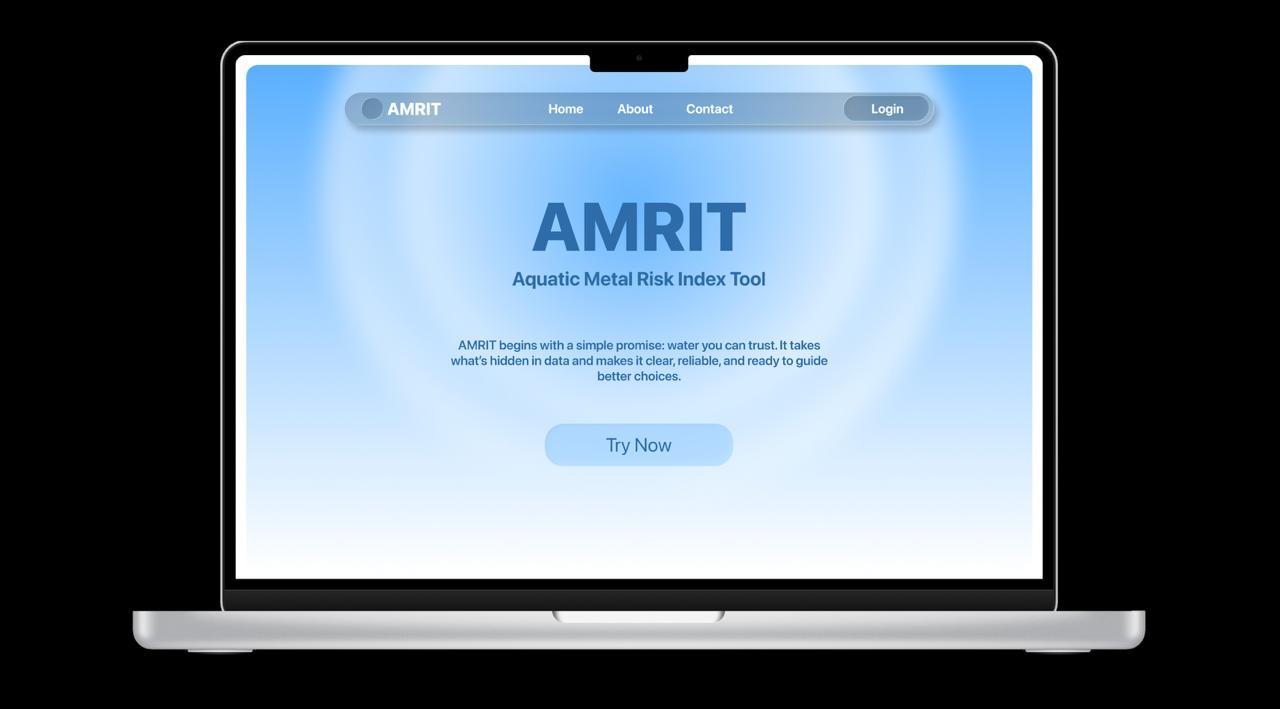 AMRIT
Home
About
Contact
Login
AMRIT
Aquatic Metal Risk Index Tool
AMRIT begins with a simple promise: water you can trust. It takes
what's hidden in data and makes it clear, reliable, and ready to guide
better choices.
Try Now